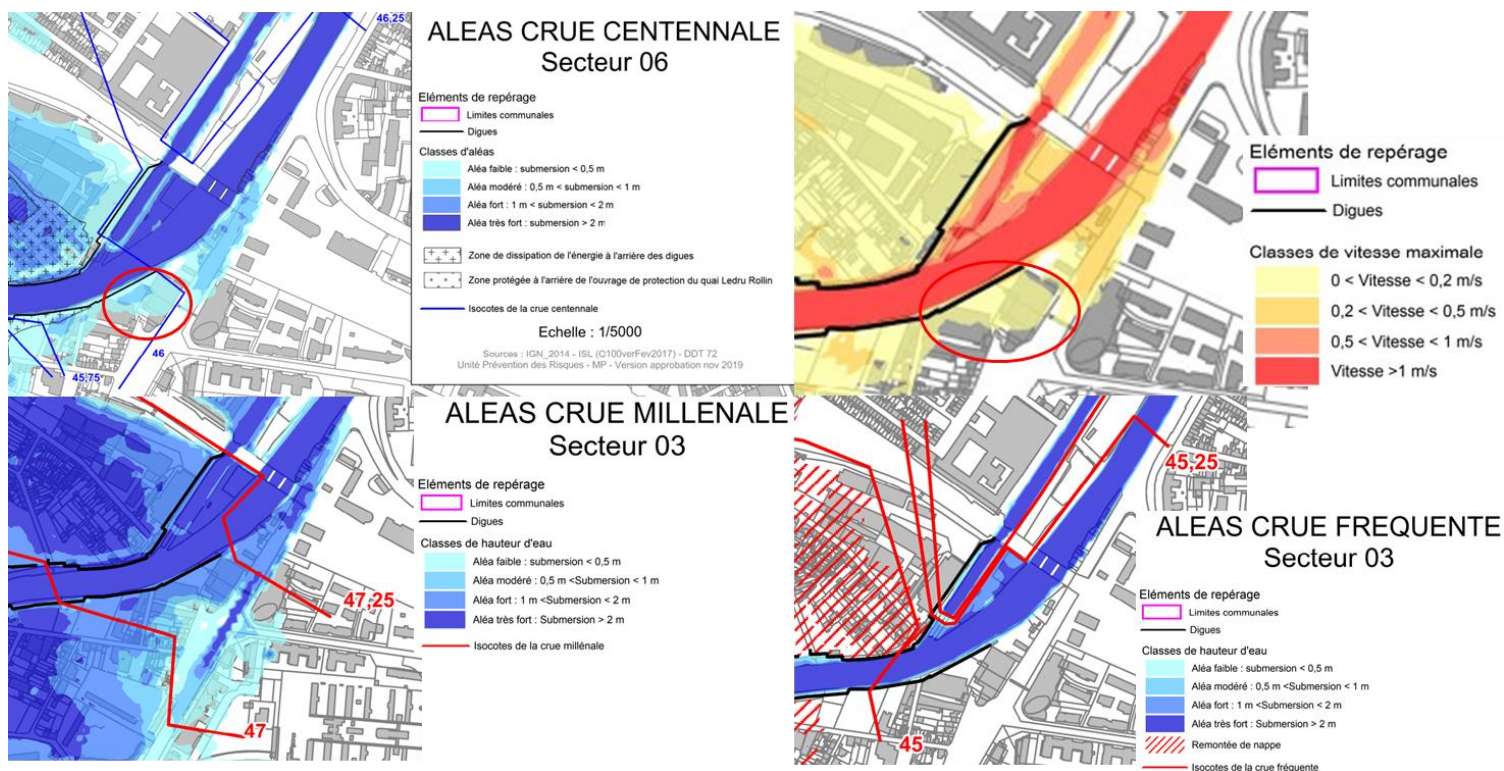 46,25
46
45,75
ALEAS CRUE CENTENNALE
Secteur 06
Eléments de repérage
Limites communales
Digues
Classes d'aléas
Aléa faible : submersion < 0,5 m
Aléa modéré : 0,5 m < submersion < 1 m
Aléa fort : 1 m < submersion < 2 m
Aléa très fort : submersion > 2 m
Zone de dissipation de l'énergie à l'arrière des digues
Zone protégée à l'arrière de l'ouvrage de protection du quai Ledru Rollin
Isocotes de la crue centennale
Echelle : 1/5000
Sources : IGN_2014 - ISL (Q100verFev2017) - DDT 72
Unité Prévention des Risques - MP - Version approbation nov 2019
Eléments de repérage
Limites communales
Digues
Classes de vitesse maximale
0 < Vitesse < 0,2 m/s
0,2 < Vitesse < 0,5 m/s
0,5 < Vitesse < 1 m/s
Vitesse >1 m/s
47,25
47
ALEAS CRUE MILLENALE
Secteur 03
Eléments de repérage
Limites communales
Digues
Classes de hauteur d'eau
Aléa faible : submersion < 0,5 m
Aléa modéré : 0,5 m <Submersion < 1 m
Aléa fort : 1 m <Submersion < 2 m
Aléa très fort : Submersion > 2 m
Isocotes de la crue millénale
45,25
45
ALEAS CRUE FREQUENTE
Secteur 03
Eléments de repérage
Limites communales
Digues
Classes de hauteur d'eau
Aléa faible : submersion < 0,5 m
Aléa modéré : 0,5 m <Submersion < 1 m
Aléa fort : 1 m <Submersion < 2 m
Aléa très fort : Submersion > 2 m
Remontée de nappe
Isocotes de la crue fréquente